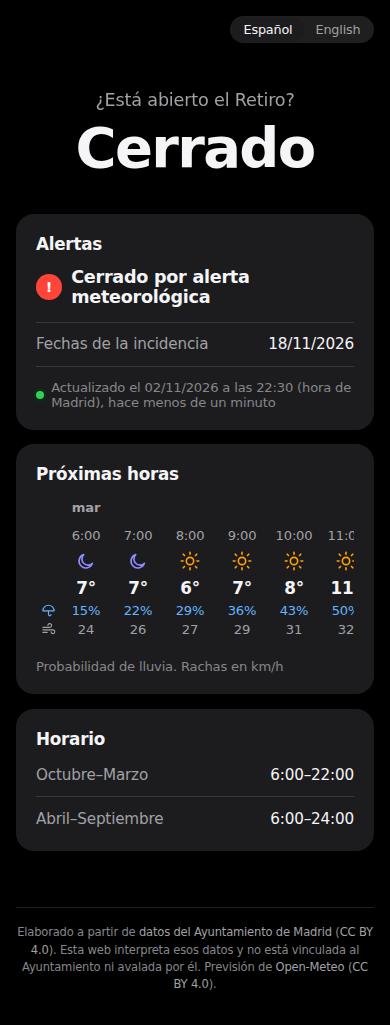 Español English
¿Está abierto el Retiro?
Cerrado
Alertas
!
Cerrado por alerta
meteorológica
Fechas de la incidencia 18/11/2026
Actualizado el 02/11/2026 a las 22:30 (hora de
Madrid), hace menos de un minuto
Próximas horas
mar
6:00 7:00 8:00 9:00 10:00 11:0
7° 7° 6° 7° 8° 11
15% 22% 29% 36% 43% 50%
24 26 27 29 31 32
Probabilidad de lluvia. Rachas en km/h
Horario
Octubre–Marzo 6:00–22:00
Abril–Septiembre 6:00–24:00
Elaborado a partir de datos del Ayuntamiento de Madrid (CC BY
4.0). Esta web interpreta esos datos y no está vinculada al
Ayuntamiento ni avalada por él. Previsión de Open-Meteo (CC
BY 4.0).